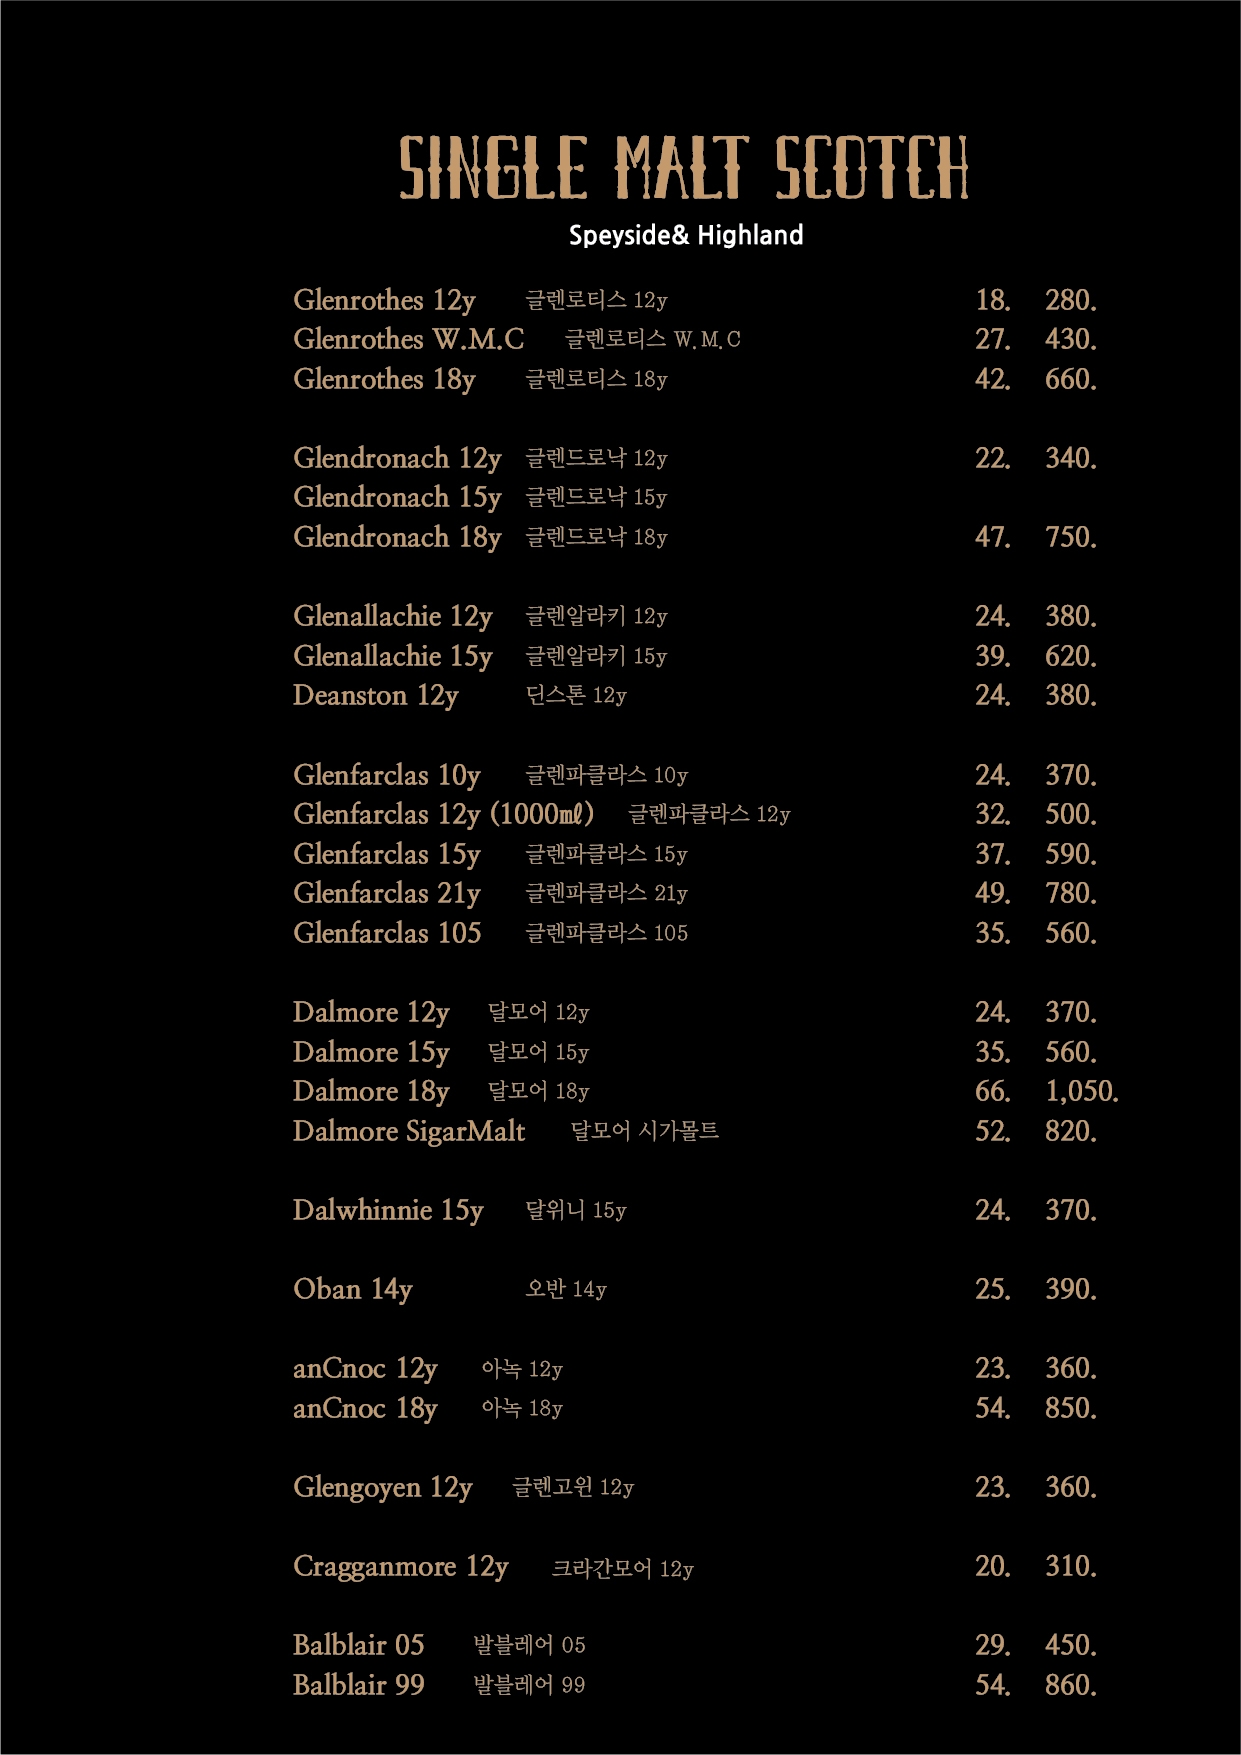 SINGLE MALT SCOTCH
Speyside& Highland
Glenrothes 12y 글렌로티스 12y 18. 280.
Glenrothes W.M.C 글렌로티스 W.M.C 27. 430.
Glenrothes 18y 글렌로티스 18y 42. 660.
Glendronach 12y 글렌드로낙 12y 22. 340.
Glendronach 15y 글렌드로낙 15y
Glendronach 18y 글렌드로낙 18y 47. 750.
Glenallachie 12y 글렌알라키 12y 24. 380.
Glenallachie 15y 글렌알라키 15y 39. 620.
Deanston 12y 딘스톤 12y 24. 380.
Glenfarclas 10y 글렌파클라스 10y 24. 370.
Glenfarclas 12y (1000㎖) 글렌파클라스 12y 32. 500.
Glenfarclas 15y 글렌파클라스 15y 37. 590.
Glenfarclas 21y 글렌파클라스 21y 49. 780.
Glenfarclas 105 글렌파클라스 105 35. 560.
Dalmore 12y 달모어 12y 24. 370.
Dalmore 15y 달모어 15y 35. 560.
Dalmore 18y 달모어 18y 66. 1,050.
Dalmore SigarMalt 달모어 시가몰트 52. 820.
Dalwhinnie 15y 달위니 15y 24. 370.
Oban 14y 오반 14y 25. 390.
anCnoc 12y 아녹 12y 23. 360.
anCnoc 18y 아녹 18y 54. 850.
Glengoyen 12y 글렌고윈 12y 23. 360.
Cragganmore 12y 크라간모어 12y 20. 310.
Balblair 05 발블레어 05 29. 450.
Balblair 99 발블레어 99 54. 860.